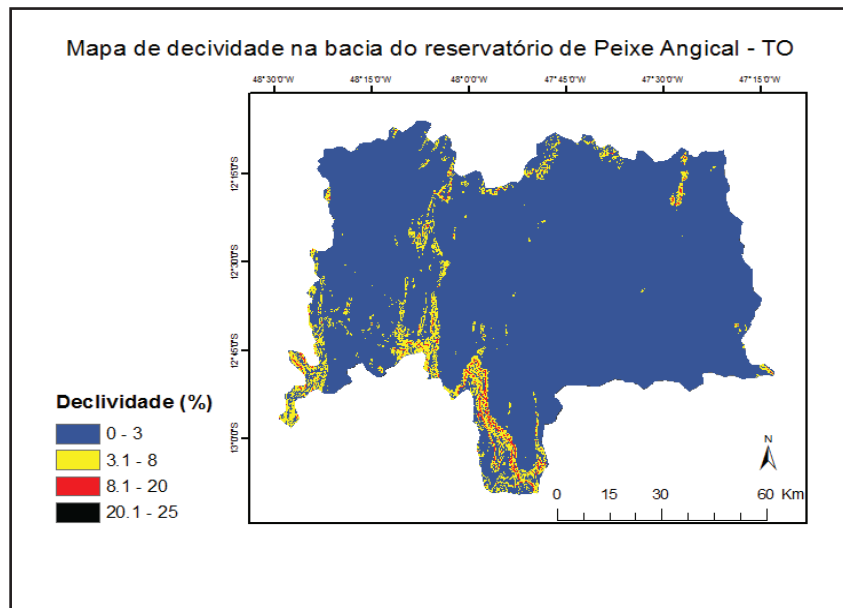 Mapa de decividade na bacia do reservatório de Peixe Angical - TO
48°30'0"W 48°15'0"W 48°0'0"W 47°45'0"W 47°30'0"W 47°15'0"W
12°15'0"S
12°30'0"S
12°45'0"S
13°0'0"S
Declividade (%)
0 - 3
3.1 - 8
8.1 - 20
20.1 - 25
N
0 15 30 60 Km